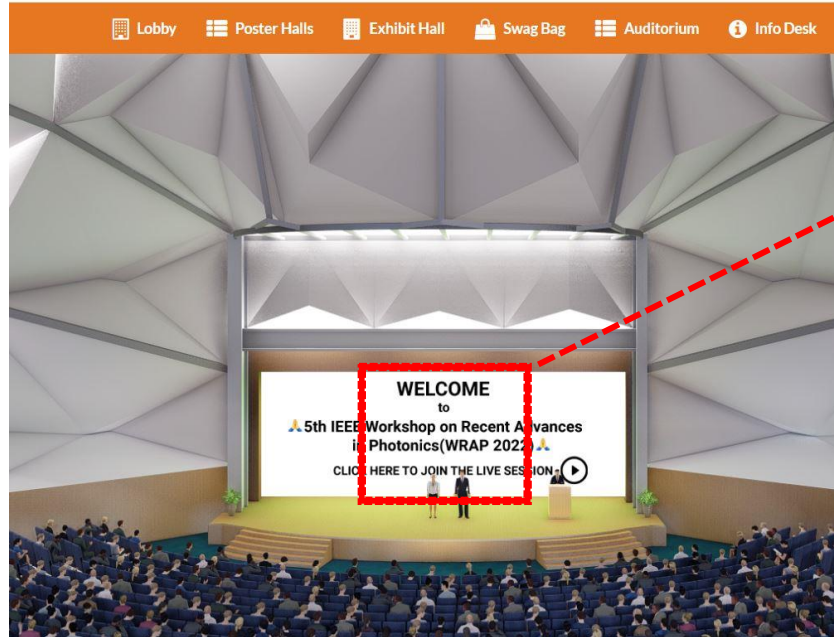 Lobby Poster Halls Exhibit Hall Swag Bag Auditorium Info Desk
WELCOME
to
🙏5th IEEE Workshop on Recent Advances
in Photonics(WRAP 2022)🙏
CLICK HERE TO JOIN THE LIVE SESSION